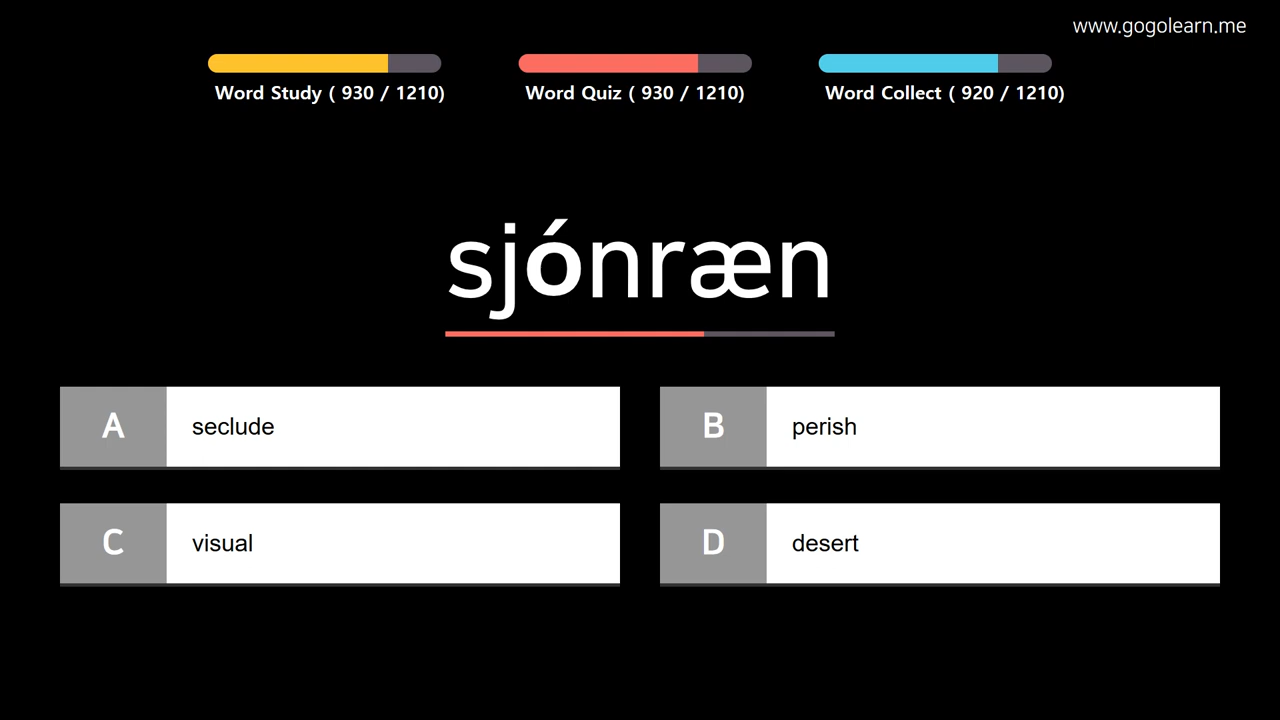 www.gogolearn.me
Word Study ( 930 / 1210)
Word Quiz ( 930 / 1210)
Word Collect ( 920 / 1210)
sjónræn
A seclude
B perish
C visual
D desert